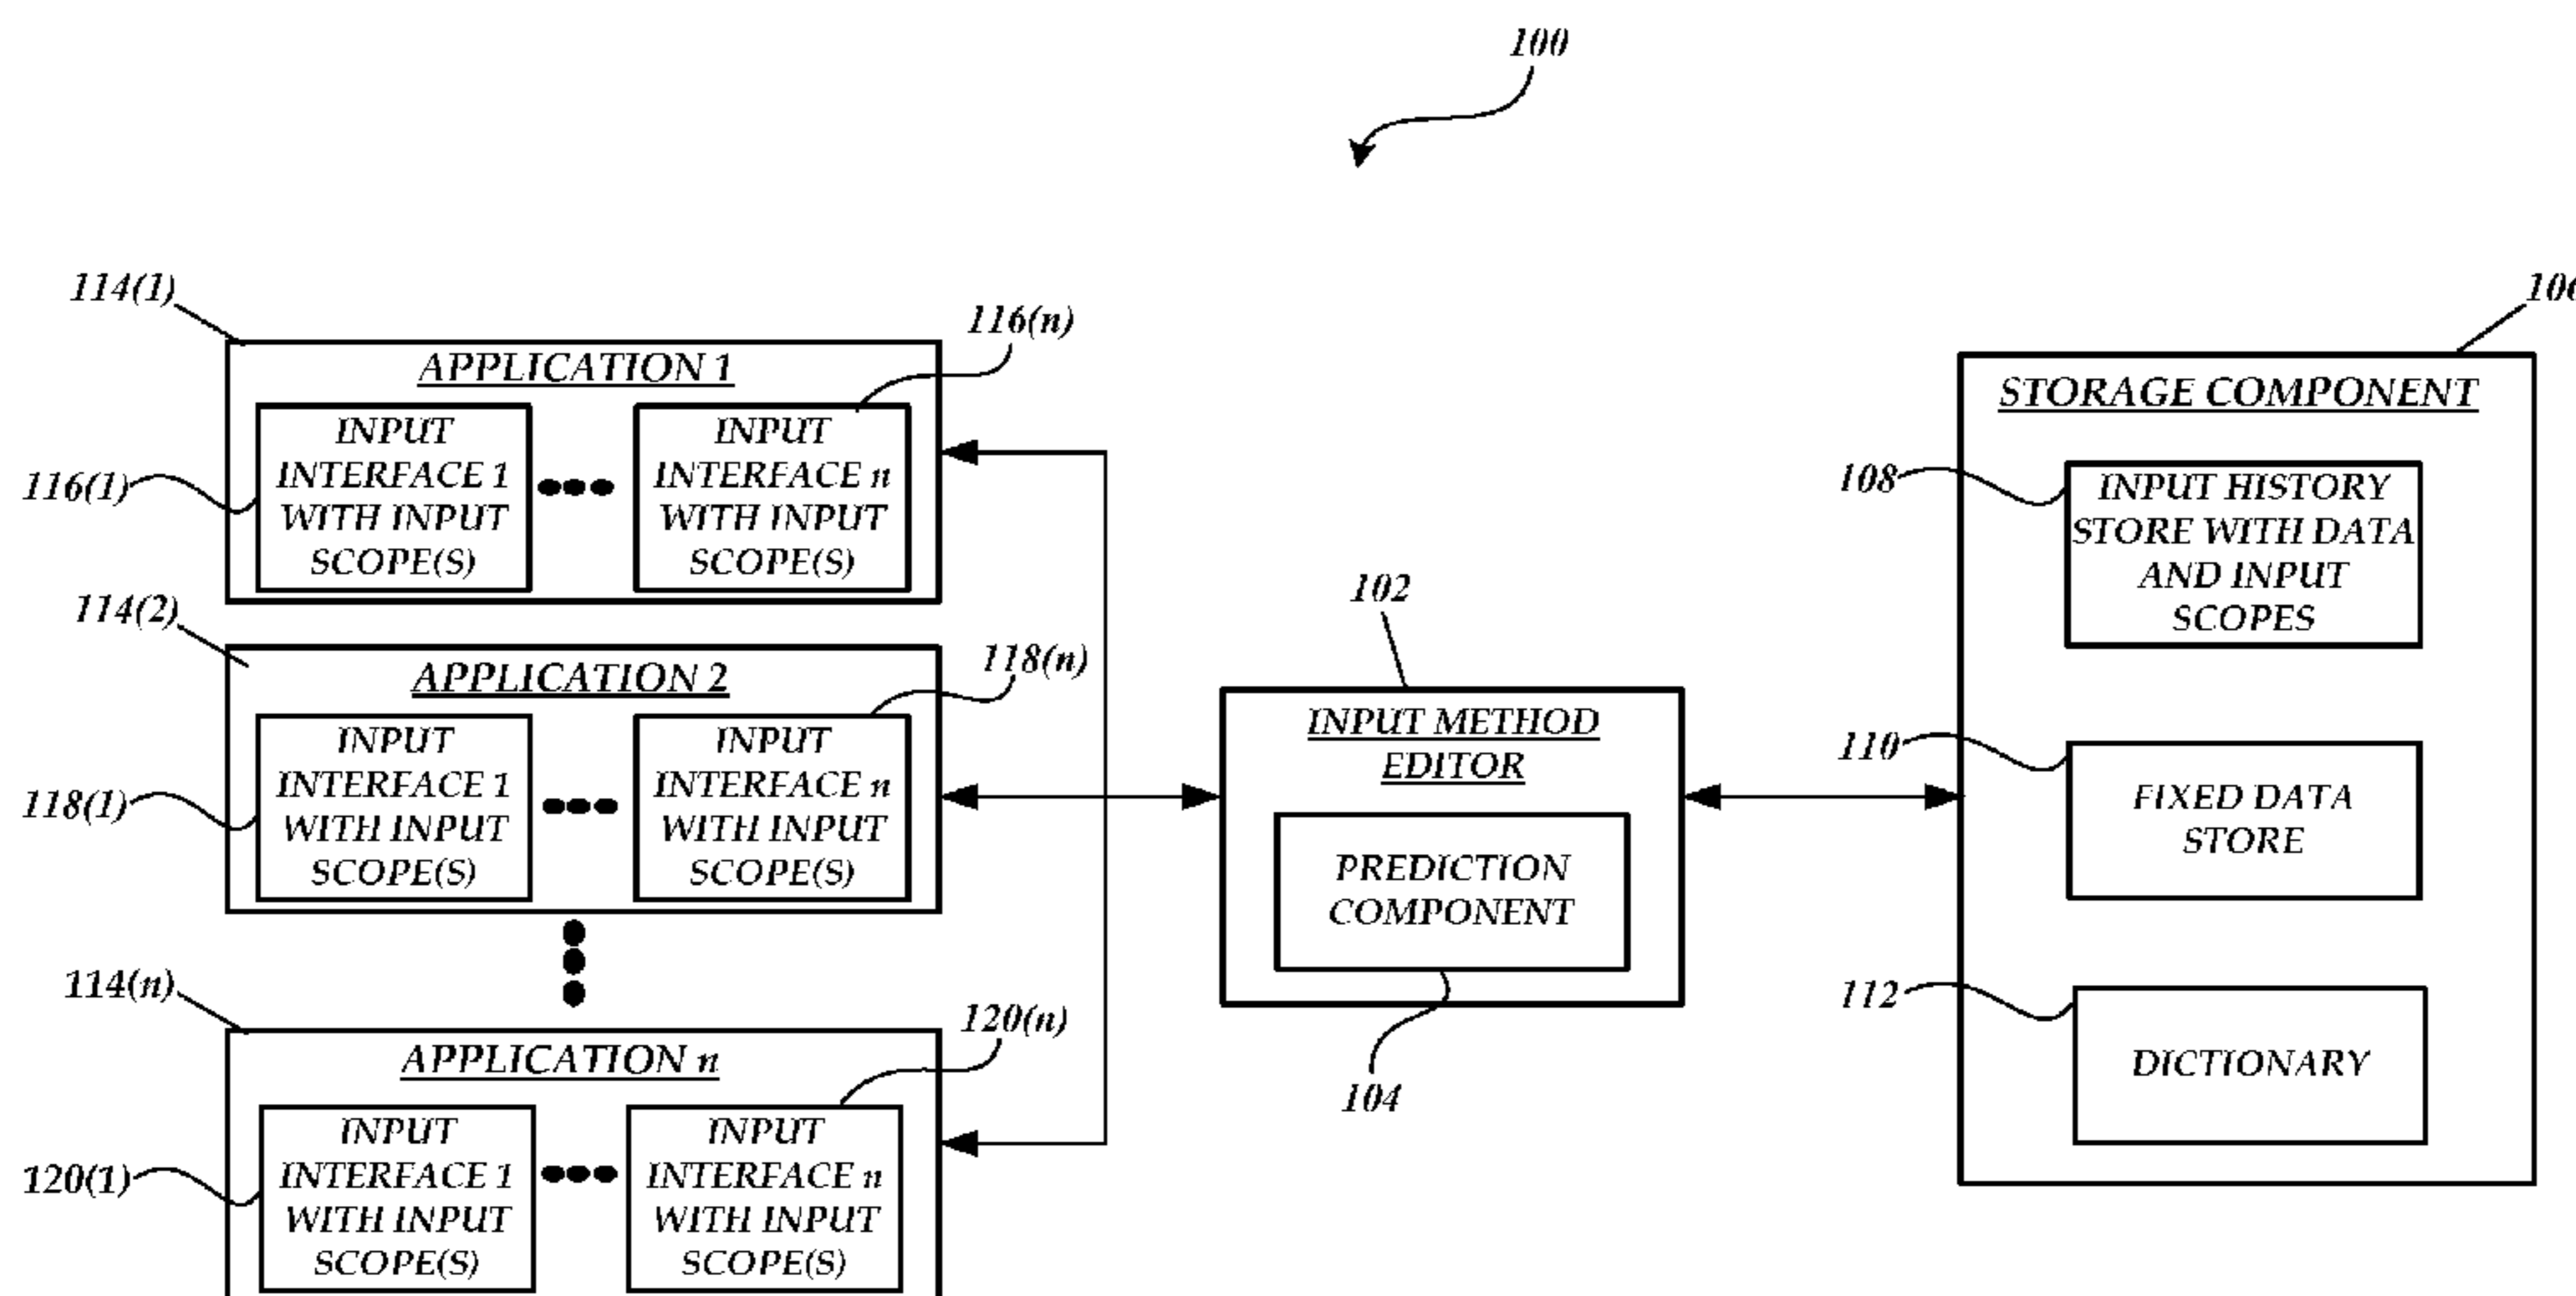 100
114(1)
APPLICATION 1
116(n)
116(1)
INPUT
INTERFACE 1
WITH INPUT
SCOPE(S)
INPUT
INTERFACE n
WITH INPUT
SCOPE(S)
114(2)
APPLICATION 2
118(n)
118(1)
INPUT
INTERFACE 1
WITH INPUT
SCOPE(S)
INPUT
INTERFACE n
WITH INPUT
SCOPE(S)
114(n)
APPLICATION n
120(n)
120(1)
INPUT
INTERFACE 1
WITH INPUT
SCOPE(S)
INPUT
INTERFACE n
WITH INPUT
SCOPE(S)
102
INPUT METHOD
EDITOR
PREDICTION
COMPONENT
104
STORAGE COMPONENT
108
INPUT HISTORY
STORE WITH DATA
AND INPUT
SCOPES
110
FIXED DATA
STORE
112
DICTIONARY